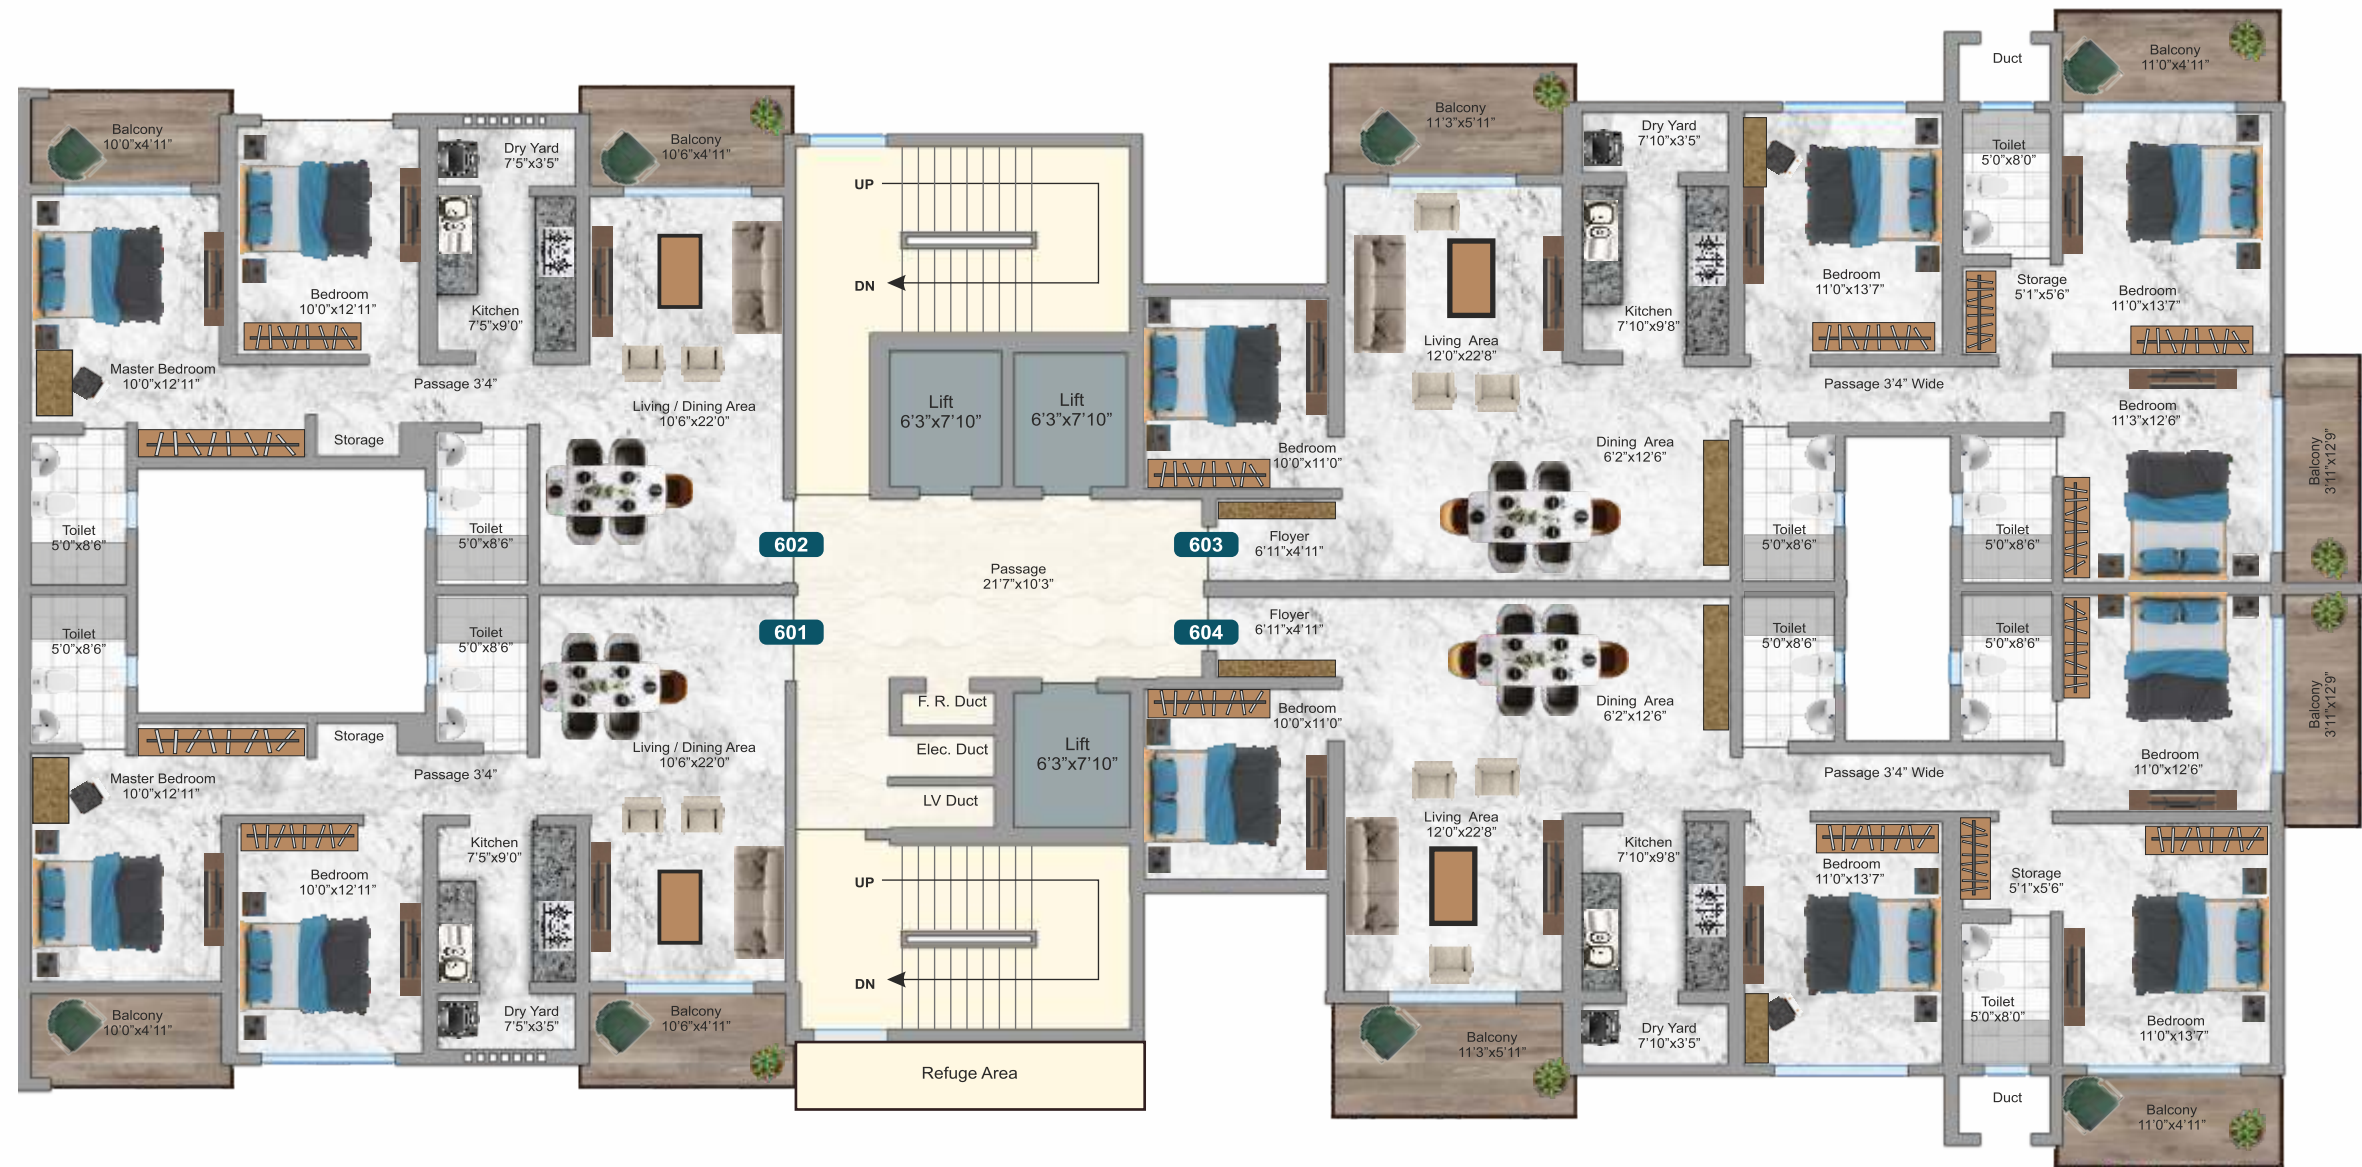 Balcony
10'0"x4'11"
Dry Yard
7'5"x3'5"
Balcony
10'6"x4'11"
Bedroom
10'0"x12'11"
Kitchen
7'5"x9'0"
Master Bedroom
10'0"x12'11"
Passage 3'4"
Living / Dining Area
10'6"x22'0"
Storage
Toilet
5'0"x8'6"
Toilet
5'0"x8'6"
602
Toilet
5'0"x8'6"
Toilet
5'0"x8'6"
601
Storage
Living / Dining Area
10'6"x22'0"
Master Bedroom
10'0"x12'11"
Passage 3'4"
Kitchen
7'5"x9'0"
Bedroom
10'0"x12'11"
Balcony
10'0"x4'11"
Dry Yard
7'5"x3'5"
Balcony
10'6"x4'11"
UP
DN
Lift
6'3"x7'10"
Lift
6'3"x7'10"
Passage
21'7"x10'3"
F. R. Duct
Elec. Duct
LV Duct
Lift
6'3"x7'10"
UP
DN
Refuge Area
Balcony
11'3"x5'11"
Dry Yard
7'10"x3'5"
Duct
Balcony
11'0"x4'11"
Toilet
5'0"x8'0"
Bedroom
11'0"x13'7"
Storage
5'1"x5'6"
Bedroom
11'0"x13'7"
Kitchen
7'10"x9'8"
Living Area
12'0"x22'8"
Passage 3'4" Wide
Bedroom
11'3"x12'6"
Bedroom
10'0"x11'0"
Dining Area
6'2"x12'6"
Balcony
3'11"x12'9"
603
Floyer
6'11"x4'11"
Toilet
5'0"x8'6"
Toilet
5'0"x8'6"
604
Floyer
6'11"x4'11"
Toilet
5'0"x8'6"
Toilet
5'0"x8'6"
Bedroom
10'0"x11'0"
Dining Area
6'2"x12'6"
Balcony
3'11"x12'9"
Passage 3'4" Wide
Bedroom
11'0"x12'6"
Living Area
12'0"x22'8"
Kitchen
7'10"x9'8"
Bedroom
11'0"x13'7"
Storage
5'1"x5'6"
Toilet
5'0"x8'0"
Bedroom
11'0"x13'7"
Balcony
11'3"x5'11"
Dry Yard
7'10"x3'5"
Duct
Balcony
11'0"x4'11"